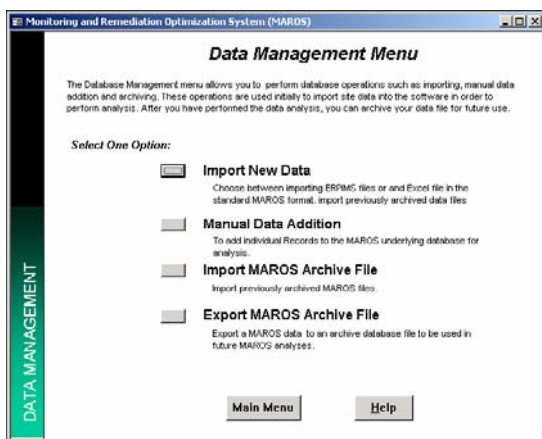 Monitoring and Remediation Optimization System (MAROS)
Data Management Menu
The Database Management menu allows you to perform database operations such as importing, manual data
addition and archiving. These operations are used initially to import site data into the software in order to
perform analysis. After you have performed the data analysis, you can archive your data file for future use.
Select One Option:
Import New Data
Choose between importing ERPIMS files or and Excel file in the
standard MAROS format. import previously archived data files
Manual Data Addition
To add individual Records to the MAROS underlying database for
analysis.
Import MAROS Archive File
Import previously archived MAROS files.
Export MAROS Archive File
Export a MAROS data to an archive database file to be used in
future MAROS analyses.
DATA MANAGEMENT
Main Menu
Help